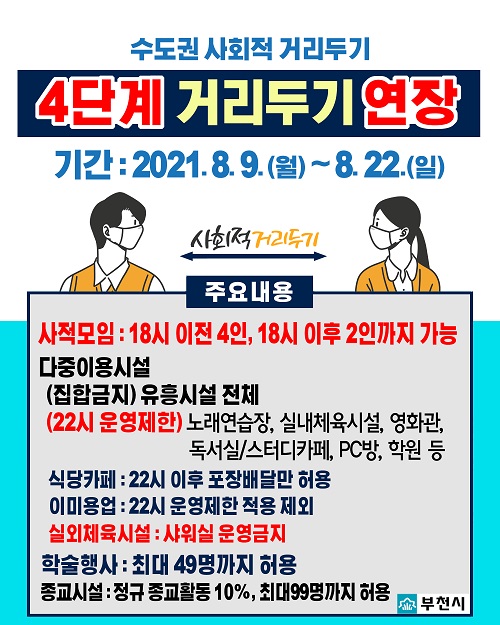 수도권 사회적 거리두기
4단계 거리두기 연장
기간 : 2021. 8. 9.(월) ~ 8. 22.(일)
사회적거리두기
주요내용
사적모임 : 18시 이전 4인, 18시 이후 2인까지 가능
다중이용시설
(집합금지) 유흥시설 전체
(22시 운영제한) 노래연습장, 실내체육시설, 영화관,
독서실/스터디카페, PC방, 학원 등
식당카페 : 22시 이후 포장배달만 허용
이미용업 : 22시 운영제한 적용 제외
실외체육시설 : 샤워실 운영금지
학술행사 : 최대 49명까지 허용
종교시설 : 정규 종교활동 10%, 최대99명까지 허용
부천시